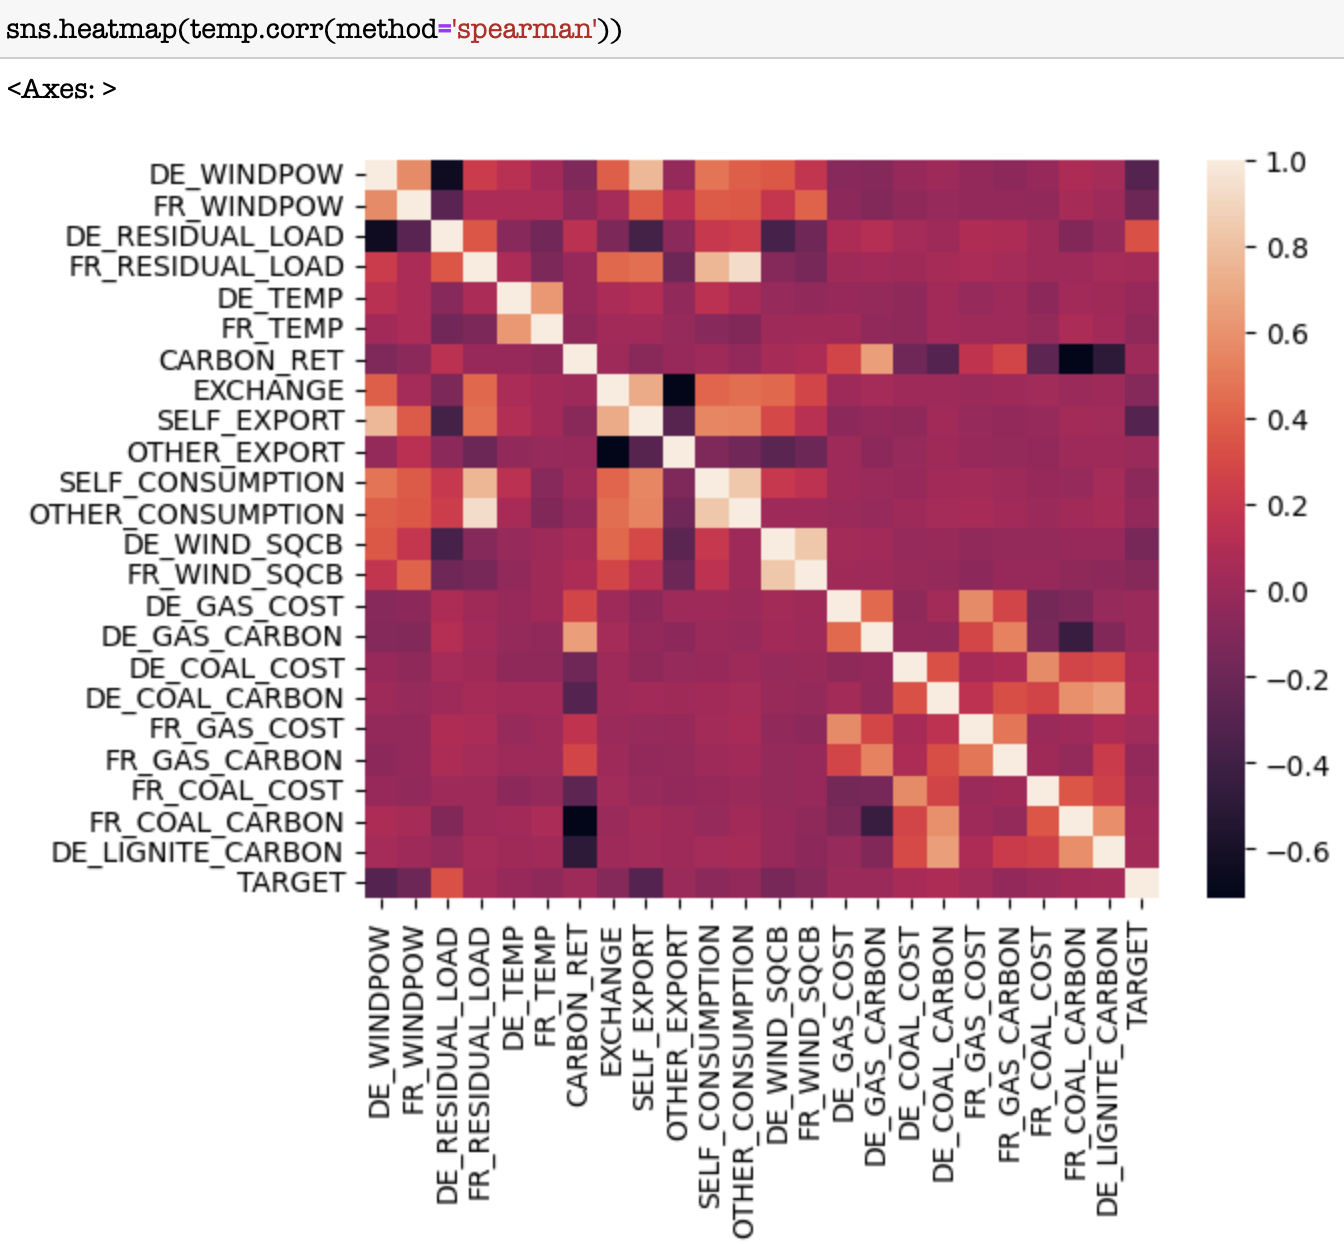 sns.heatmap(temp.corr(method='spearman'))
<Axes: >
DE_WINDPOW
FR_WINDPOW
DE_RESIDUAL_LOAD
FR_RESIDUAL_LOAD
DE_TEMP
FR_TEMP
CARBON_RET
EXCHANGE
SELF_EXPORT
OTHER_EXPORT
SELF_CONSUMPTION
OTHER_CONSUMPTION
DE_WIND_SQCB
FR_WIND_SQCB
DE_GAS_COST
DE_GAS_CARBON
DE_COAL_COST
DE_COAL_CARBON
FR_GAS_COST
FR_GAS_CARBON
FR_COAL_COST
FR_COAL_CARBON
DE_LIGNITE_CARBON
TARGET
DE_WINDPOW
FR_WINDPOW
DE_RESIDUAL_LOAD
FR_RESIDUAL_LOAD
DE_TEMP
FR_TEMP
CARBON_RET
EXCHANGE
SELF_EXPORT
OTHER_EXPORT
SELF_CONSUMPTION
OTHER_CONSUMPTION
DE_WIND_SQCB
FR_WIND_SQCB
DE_GAS_COST
DE_GAS_CARBON
DE_COAL_COST
DE_COAL_CARBON
FR_GAS_COST
FR_GAS_CARBON
FR_COAL_COST
FR_COAL_CARBON
DE_LIGNITE_CARBON
TARGET
1.0
0.8
0.6
0.4
0.2
0.0
−0.2
−0.4
−0.6